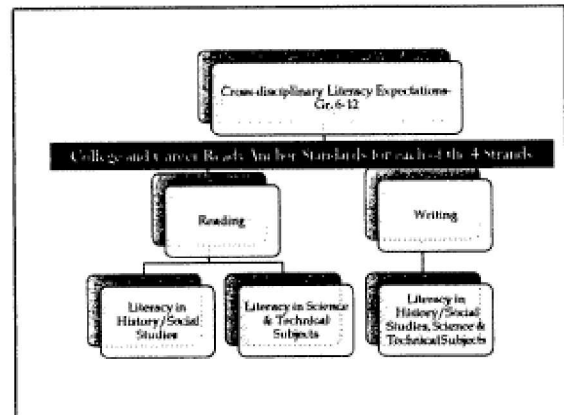 Cross-disciplinary Literacy Expectations-
Gr. 6-12
College and Career Ready Anchor Standards for each of the 4 Strands
Reading
Writing
Literacy in
History/Social
Studies
Literacy in Science
& Technical
Subjects
Literacy in
History/Social
Studies, Science &
Technical Subjects